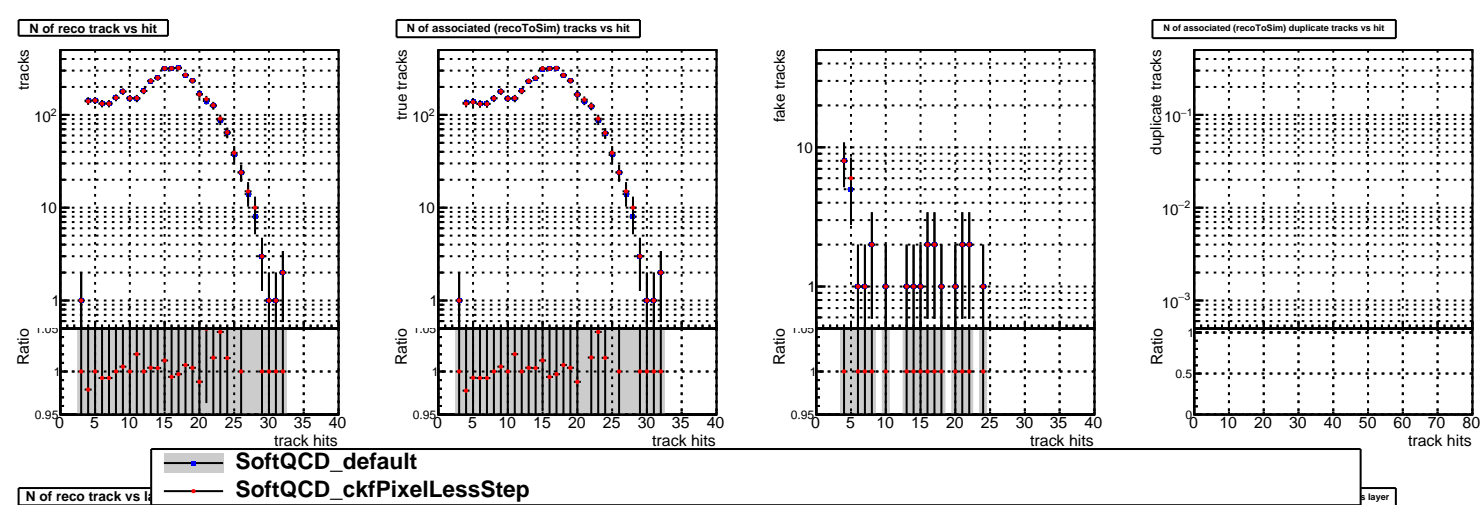 N of reco track vs hit
tracks
10²
10
1
Ratio
1.05
1
0.95
0 5 10 15 20 25 30 35 40
track hits
N of associated (recoToSim) tracks vs hit
true tracks
10²
10
1
Ratio
1.05
1
0.95
0 5 10 15 20 25 30 35 40
track hits
fake tracks
10
1
Ratio
1.05
1
0.95
0 5 10 15 20 25 30 35 40
track hits
N of associated (recoToSim) duplicate tracks vs hit
duplicate tracks
10⁻¹
10⁻²
10⁻³
Ratio
1
0.5
0
0 10 20 30 40 50 60 70 80
track hits
SoftQCD_default
SoftQCD_ckfPixelLessStep
N of reco track vs la
s layer